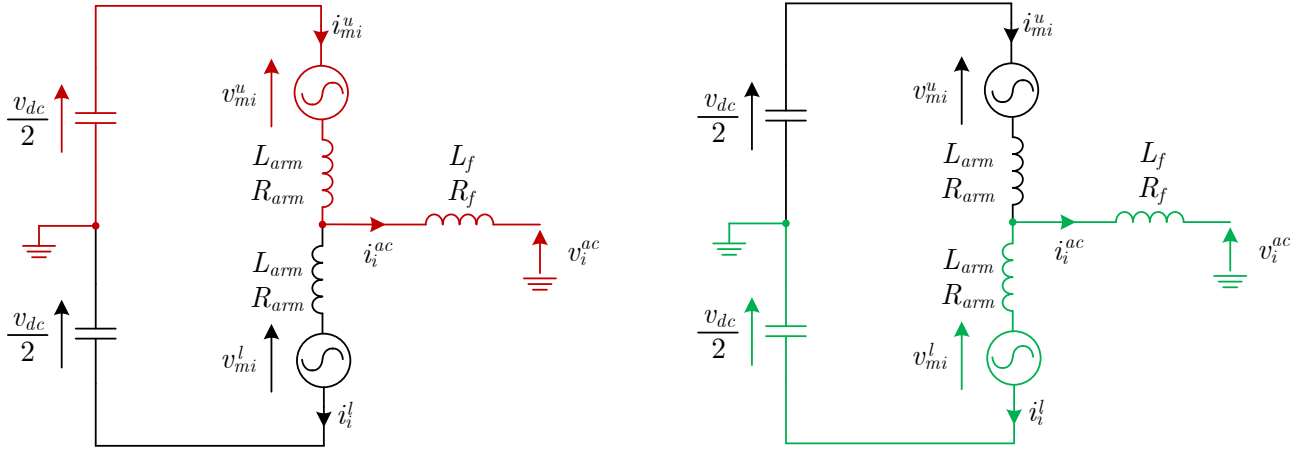 i_{mi}^{u}
v_{mi}^{u}
v_{dc}
2
L_{arm}
R_{arm}
L_f
R_f
i_i^{ac}
v_i^{ac}
L_{arm}
R_{arm}
v_{dc}
2
v_{mi}^{l}
i_i^{l}
i_{mi}^{u}
v_{mi}^{u}
v_{dc}
2
L_{arm}
R_{arm}
L_f
R_f
i_i^{ac}
v_i^{ac}
L_{arm}
R_{arm}
v_{dc}
2
v_{mi}^{l}
i_i^{l}